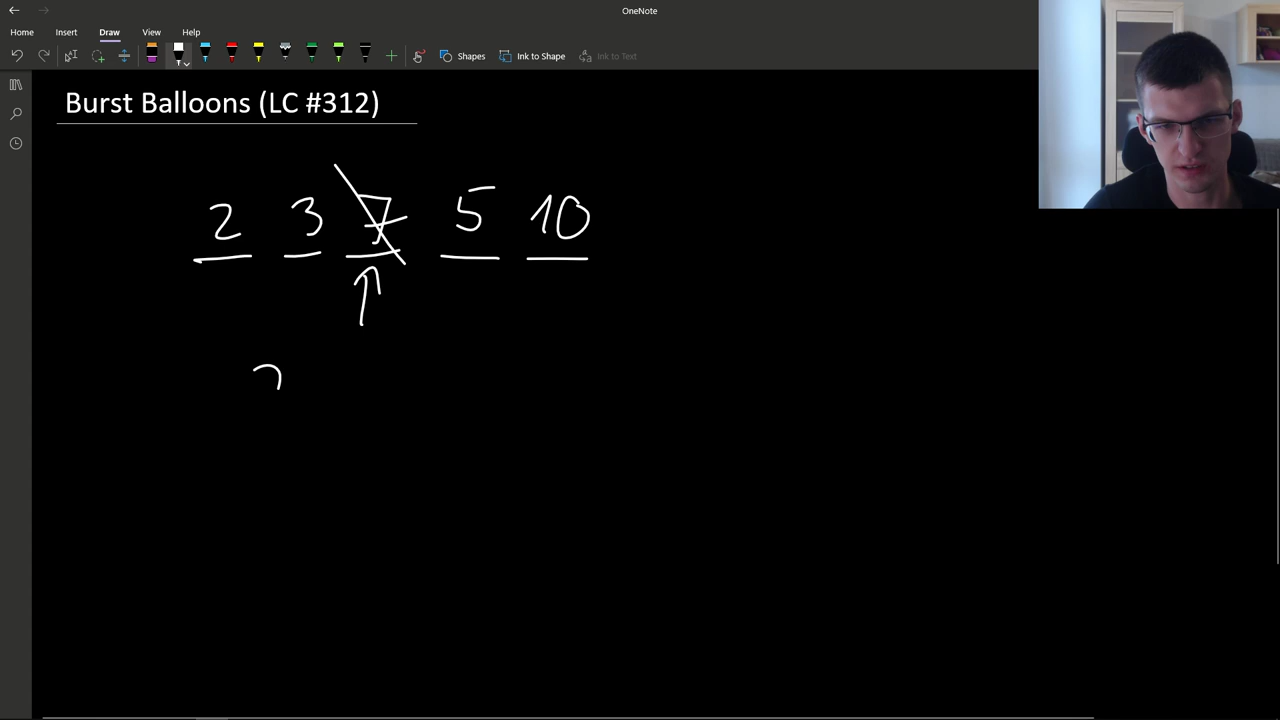 OneNote
Home Insert Draw View Help
Shapes Ink to Shape Ink to Text
Burst Balloons (LC #312)
2 3 7 5 10